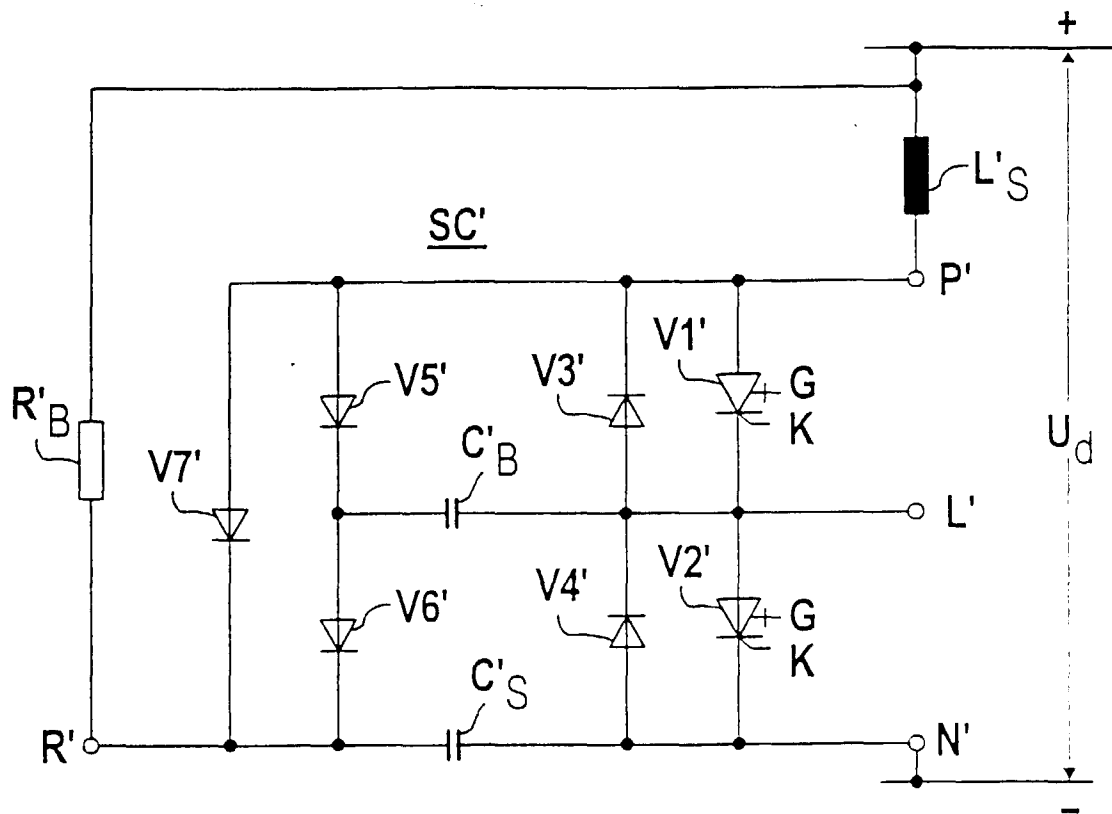 +
L'S
SC'
P'
V1'
G
K
V3'
V5'
R'B
V7'
C'B
Ud
L'
V2'
G
K
V4'
V6'
C'S
R'
N'
−